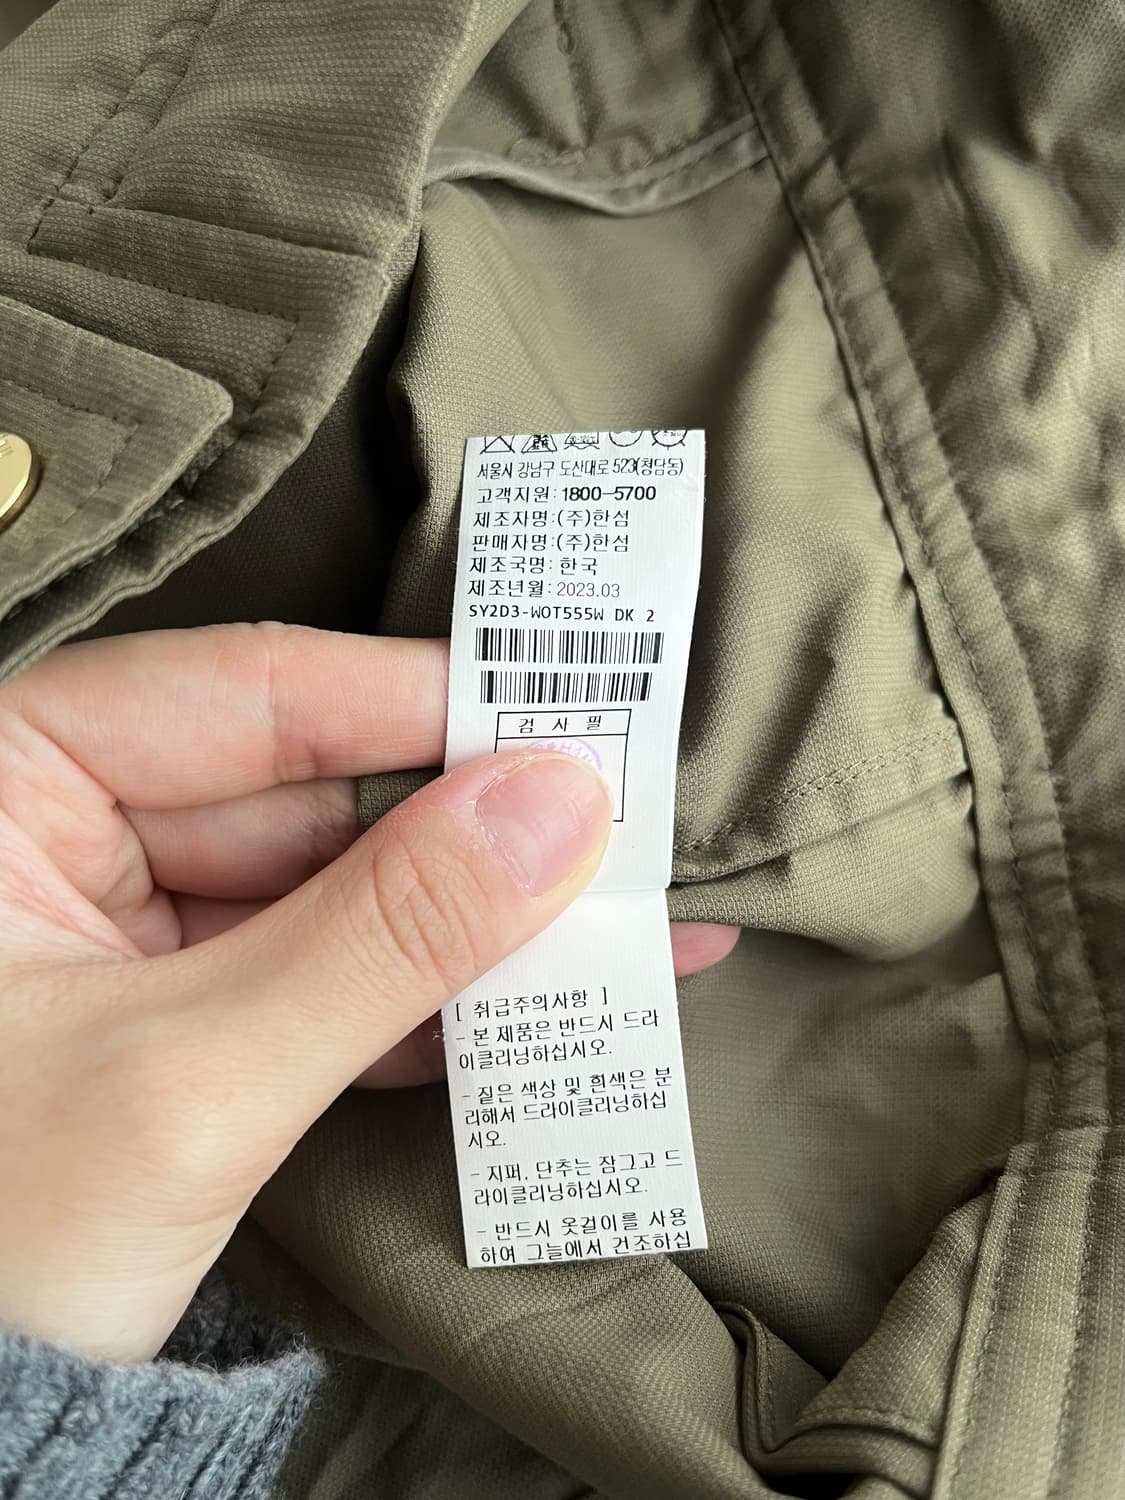 서울시 강남구 도산대로 523(청담동)
고객지원: 1800-5700
제조자명:(주)한섬
판매자명:(주)한섬
제조국명: 한국
제조년월: 2023.03
SY2D3-WOT555W DK 2
검 사 필
[ 취급주의사항 ]
- 본 제품은 반드시 드라
이클리닝하십시오.
- 짙은 색상 및 흰색은 분
리해서 드라이클리닝하십
시오.
- 지퍼, 단추는 잠그고 드
라이클리닝하십시오.
- 반드시 옷걸이를 사용
하여 그늘에서 건조하십